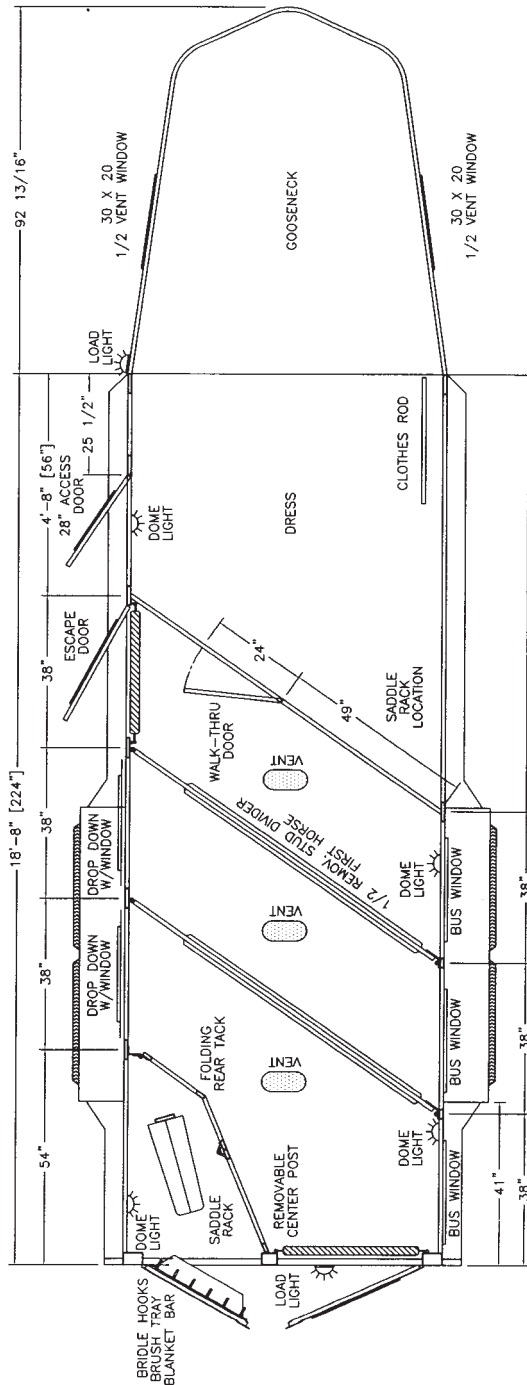 92 13/16"
18'-8" [224"]
30 X 20
1/2 VENT WINDOW
GOOSENECK
30 X 20
1/2 VENT WINDOW
LOAD
LIGHT
25 1/2"
4'-8" [56"]
28" ACCESS
DOOR
DOME
LIGHT
DRESS
CLOTHES ROD
ESCAPE
DOOR
38"
24"
49"
WALK-THRU
DOOR
SADDLE
RACK
LOCATION
VENT
1/2 REMOV. STUD DIVIDER
FIRST HORSE
38"
DROP DOWN
W/WINDOW
DOME
LIGHT
BUS WINDOW
38"
VENT
38"
DROP DOWN
W/WINDOW
BUS WINDOW
38"
FOLDING
REAR TACK
VENT
54"
DOME
LIGHT
SADDLE
RACK
REMOVABLE
CENTER POST
DOME
LIGHT
BUS WINDOW
41"
38"
BRIDLE HOOKS
BRUSH TRAY
BLANKET BAR
LOAD
LIGHT